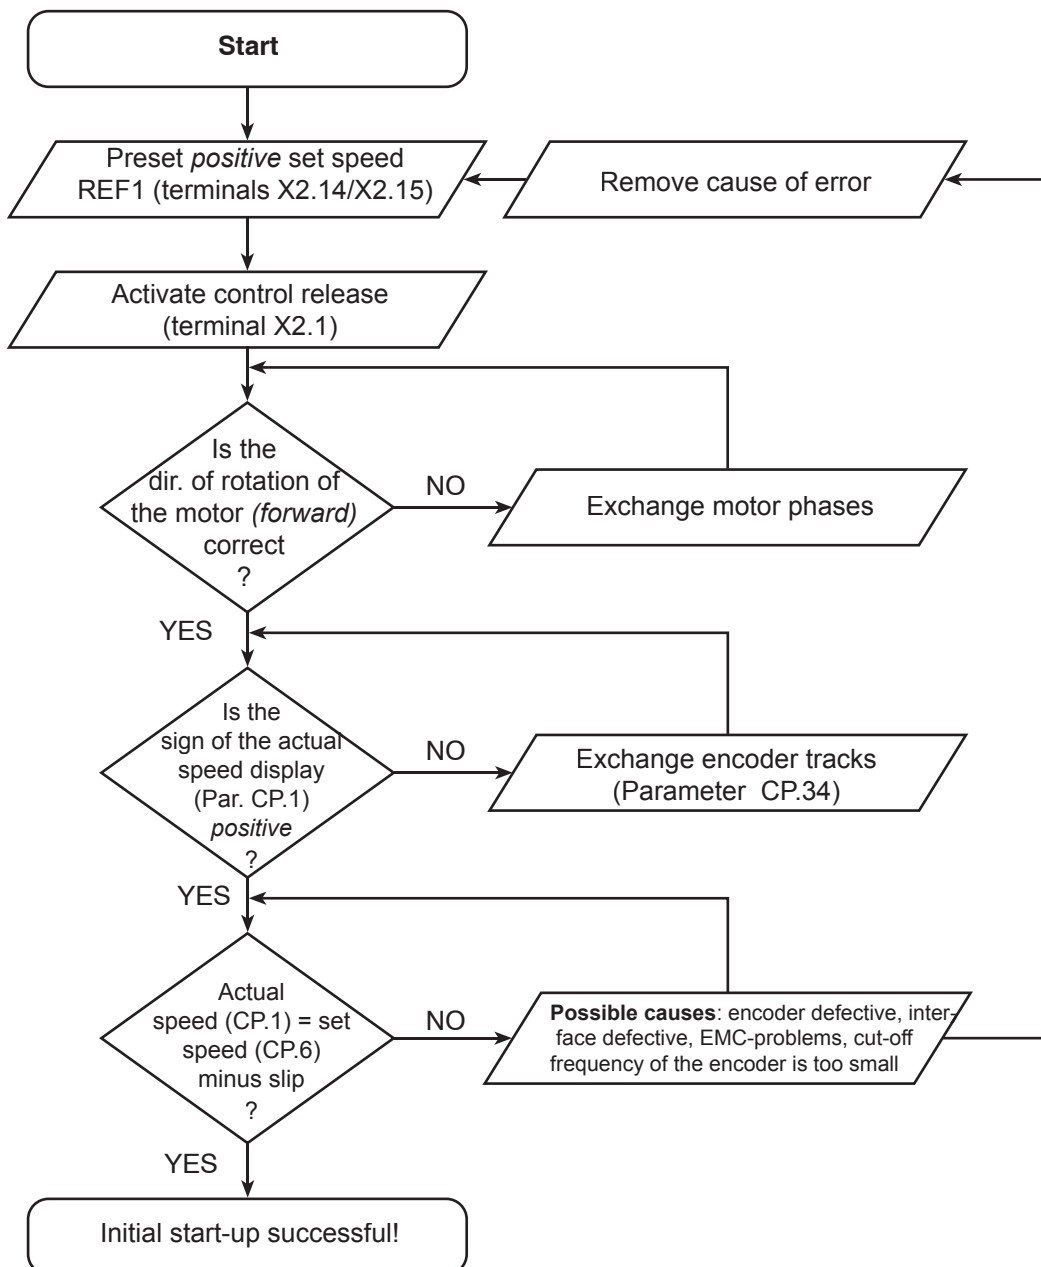 Start
Preset positive set speed
REF1 (terminals X2.14/X2.15)
Remove cause of error
Activate control release
(terminal X2.1)
Is the
dir. of rotation of
the motor (forward)
correct
?
NO
Exchange motor phases
YES
Is the
sign of the actual
speed display
(Par. CP.1)
positive
?
NO
Exchange encoder tracks
(Parameter CP.34)
YES
Actual
speed (CP.1) = set
speed (CP.6)
minus slip
?
NO
Possible causes: encoder defective, inter-
face defective, EMC-problems, cut-off
frequency of the encoder is too small
YES
Initial start-up successful!